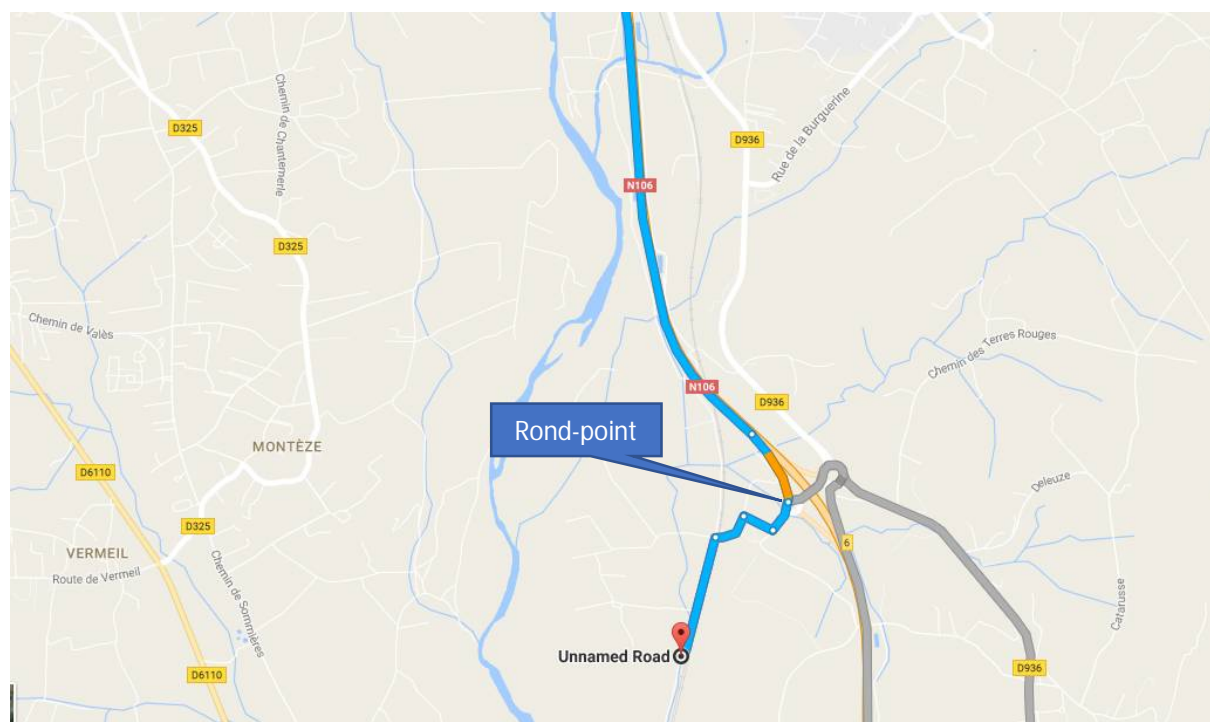 D325
Chemin de Chantemerle
D936
Rue de la Burguerine
N106
D325
Chemin de Valès
Chemin des Terres Rouges
N106
D936
Rond-point
MONTÈZE
D6110
Deleuze
D325
6
VERMEIL
Route de Vermeil
Chemin de Sommières
Catarusse
Unnamed Road
D6110
D936